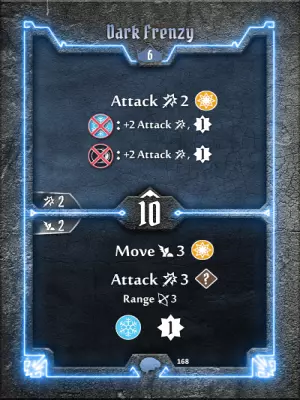 Dark Frenzy
6
Attack 2
: +2 Attack , 1
: +2 Attack , 1
2
10
2
Move 3
Attack 3 ?
Range 3
1
168